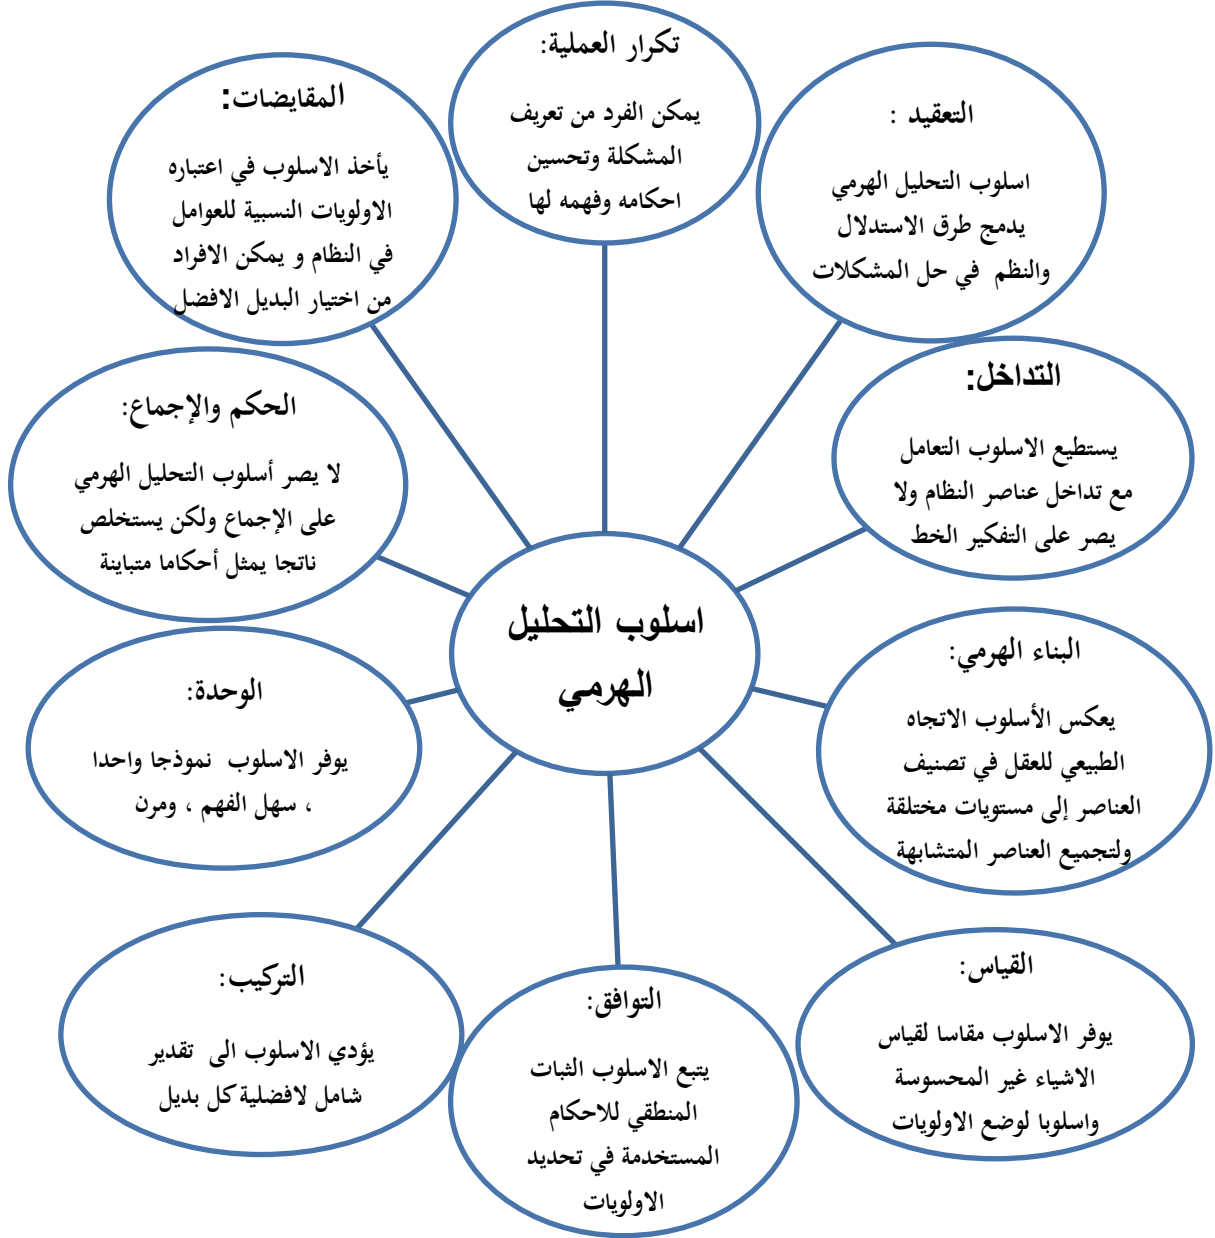 تكرار العملية:
يمكن الفرد من تعريف
المشكلة وتحسين
احكامه وفهمه لها
التعقيد :
اسلوب التحليل الهرمي
يدمج طرق الاستدلال
والنظم في حل المشكلات
التداخل:
يستطيع الاسلوب التعامل
مع تداخل عناصر النظام ولا
يصر على التفكير الخط
البناء الهرمي:
يعكس الأسلوب الاتجاه
الطبيعي للعقل في تصنيف
العناصر إلى مستويات مختلقة
ولتجميع العناصر المتشابهة
القياس:
يوفر الاسلوب مقاسا لقياس
الاشياء غير المحسوسة
واسلوبا لوضع الاولويات
التوافق:
يتبع الاسلوب الثبات
المنطقي للاحكام
المستخدمة في تحديد
الاولويات
التركيب:
يؤدي الاسلوب الى تقدير
شامل لافضلية كل بديل
الوحدة:
يوفر الاسلوب نموذجا واحدا
، سهل الفهم ، ومرن
الحكم والإجماع:
لا يصر أسلوب التحليل الهرمي
على الإجماع ولكن يستخلص
ناتجا يمثل أحكاما متباينة
المقايضات:
يأخذ الاسلوب في اعتباره
الاولويات النسبية للعوامل
في النظام و يمكن الافراد
من اختيار البديل الافضل
اسلوب التحليل
الهرمي